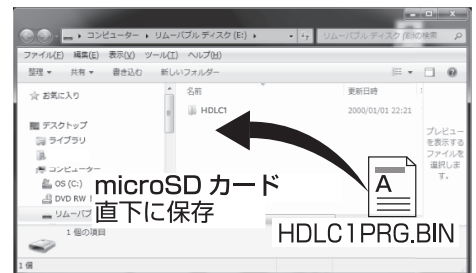 コンピューター ▸ リムーバブル ディスク (E:) ▸
リムーバブル ディスク (E:)の検索
ファイル(F) 編集(E) 表示(V) ツール(T) ヘルプ(H)
整理 ▼ 共有 ▼ 書き込む 新しいフォルダー
名前 更新日時
お気に入り
HDLC1 2000/01/01 22:21
デスクトップ
ライブラリ
コンピューター
OS (C:)
DVD RW
リムーバブ
プレビュー
を表示する
ファイルを
選択しま
す。
microSD カード
直下に保存
A
HDLC1PRG.BIN
1 個の項目
1 個